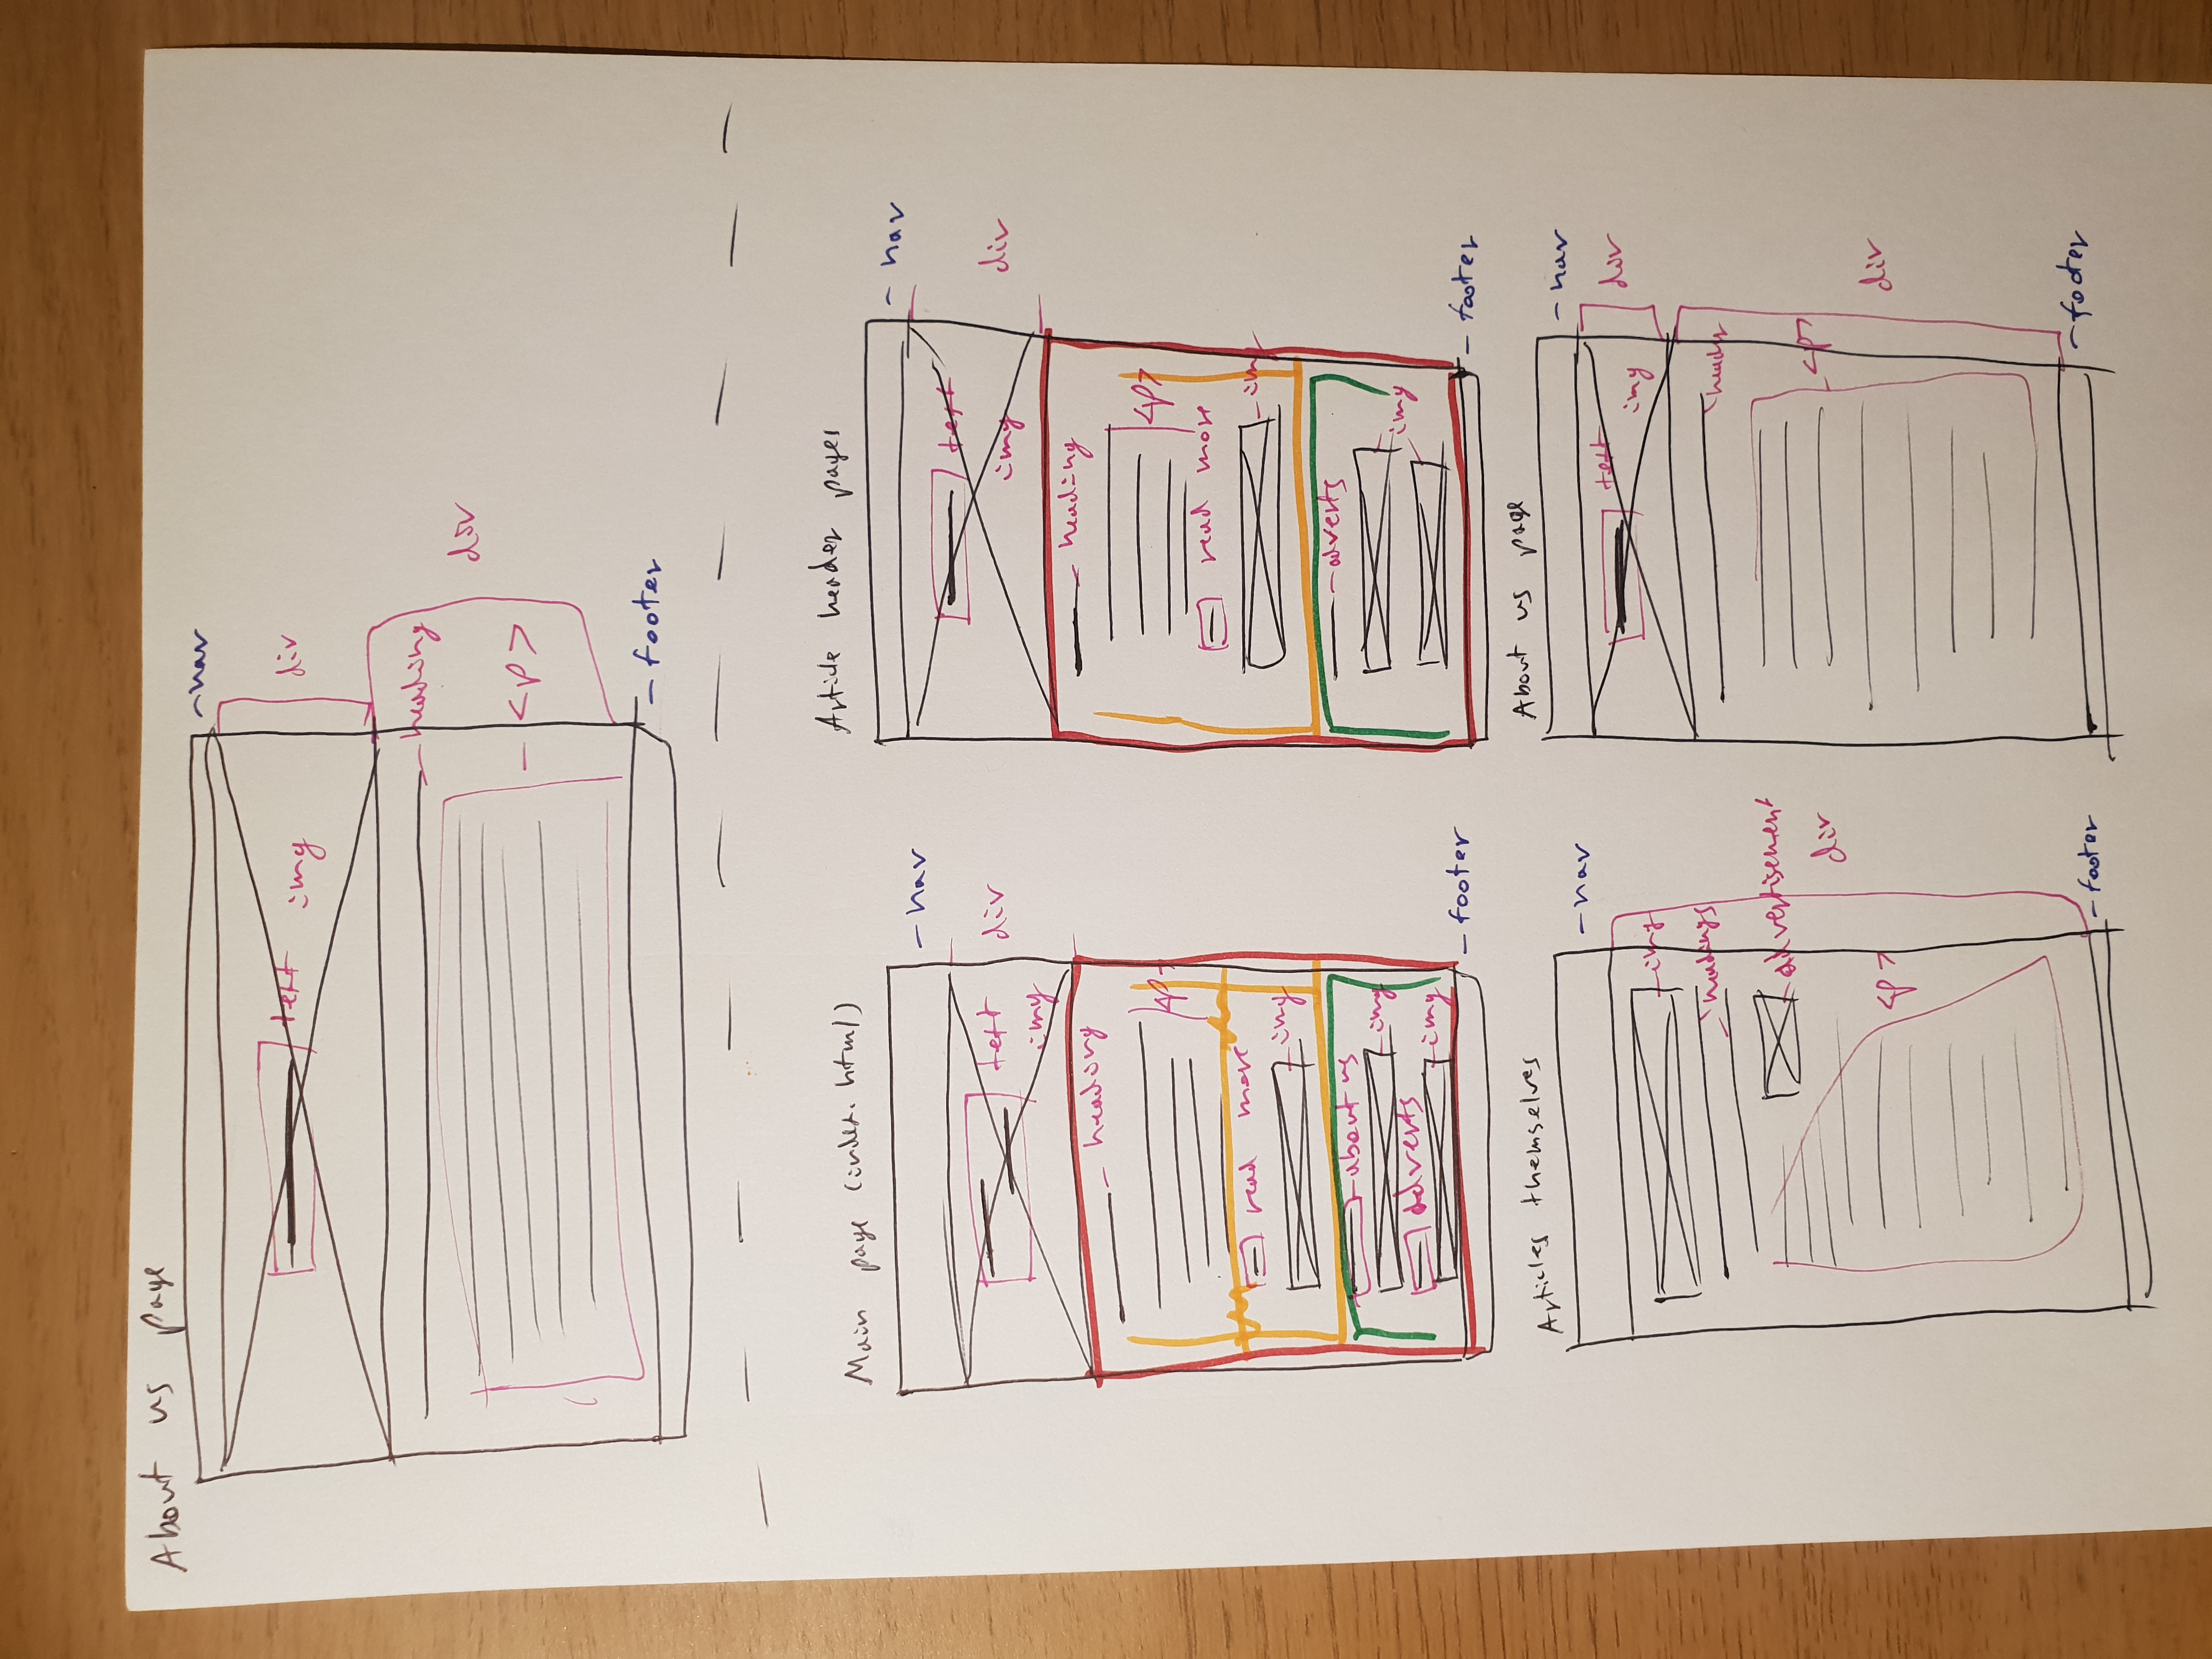 About us page
- nav
text img div
- heading
div
- <p>
- footer
Main page (index.html)
- nav
text div
img
- heading
<p>
read more
- img
- about us
- img
adverts
- img
- footer
Article header pages
- nav
text
img div
- heading
<p>
read more
- img
- adverts
img
- footer
Articles themselves
- nav
- img
headings
advertisement
div
<p>
- footer
About us page
- nav
text
img div
header
<p>
div
- footer